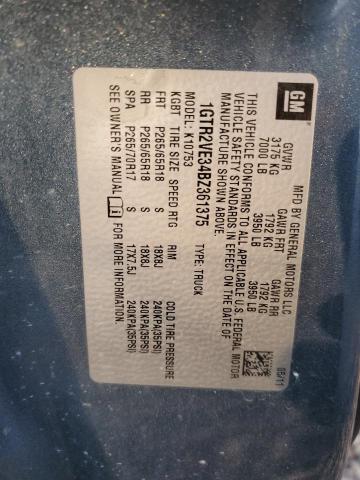 GM
MFD BY GENERAL MOTORS LLC
05/11
GVWR GAWR FRT GAWR RR
3175 KG 1792 KG 1792 KG
7000 LB 3950 LB 3950 LB
THIS VEHICLE CONFORMS TO ALL APPLICABLE U.S. FEDERAL MOTOR
VEHICLE SAFETY STANDARDS IN EFFECT ON THE DATE OF
1GTR2VE34BZ361375 TYPE: TRUCK
MODEL: K10753
KGBT TIRE SIZE SPEED RTG RIM COLD TIRE PRESSURE
FRT P265/65R18 S 18X8J 240KPA(35PSI)
RR P265/65R18 S 18X8J 240KPA(35PSI)
SPA P265/70R17 S 17X7.5J 240KPA(35PSI)
SEE OWNER'S MANUAL FOR MORE INFORMATION.